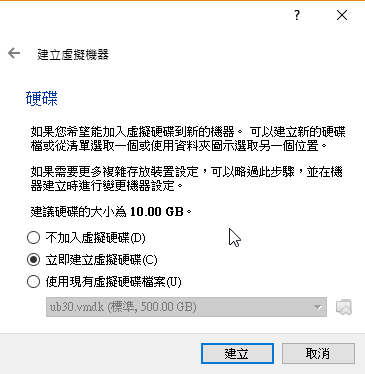 ?
建立虛擬機器
硬碟
如果您希望能加入虛擬硬碟到新的機器。可以建立新的硬碟
檔或從清單選取一個或使用資料夾圖示選取另一個位置。
如果需要更多複雜存放裝置設定，可以略過此步驟，並在機
器建立時進行變更機器設定。
建議硬碟的大小為 10.00 GB。
不加入虛擬硬碟(D)
立即建立虛擬硬碟(C)
使用現有虛擬硬碟檔案(U)
ub30.vmdk (標準, 500.00 GB)
建立
取消